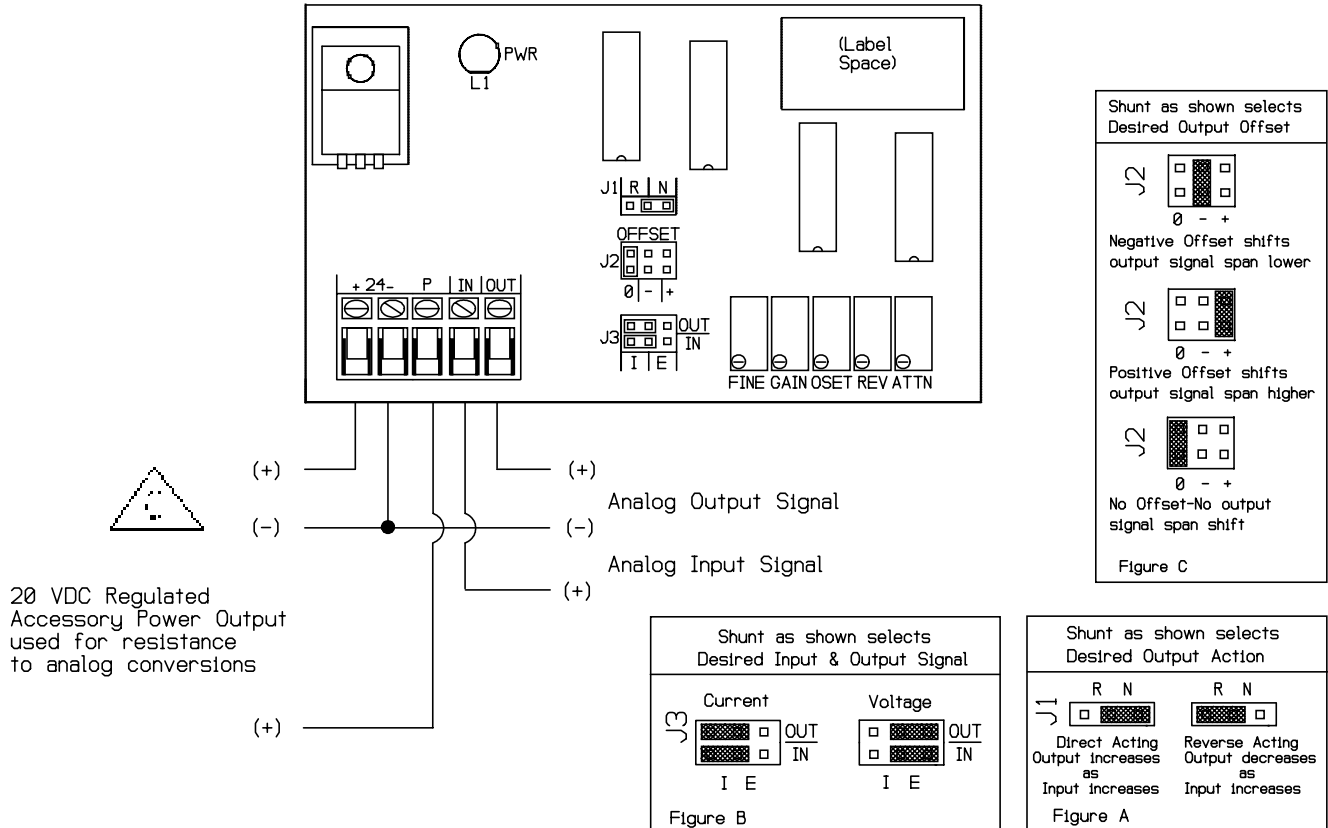 PWR
L1
(Label
Space)
J1 R N
OFFSET
J2
0 - +
J3 OUT
IN
I E
+ 24- P IN OUT
FINE GAIN OSET REV ATTN
(+) (+)
Analog Output Signal
(-) (-)
Analog Input Signal
(+)
20 VDC Regulated
Accessory Power Output
used for resistance
to analog conversions
(+)
Shunt as shown selects
Desired Output Offset
J2
0 - +
Negative Offset shifts
output signal span lower
J2
0 - +
Positive Offset shifts
output signal span higher
J2
0 - +
No Offset-No output
signal span shift
Figure C
Shunt as shown selects
Desired Input & Output Signal
Current Voltage
J3 OUT OUT
IN IN
I E I E
Figure B
Shunt as shown selects
Desired Output Action
R N R N
J1
Direct Acting
Output increases
as
Input increases
Reverse Acting
Output decreases
as
Input increases
Figure A